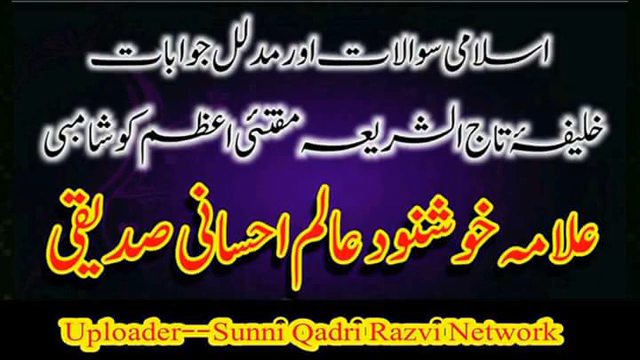 اسلامی سوالات اور مدلل جوابات
خلیفۂ تاج الشریعہ مفتئی اعظم کوشامبی
علامہ خوشنود عالم احسانی صدیقی
Uploader--Sunni Qadri Razvi Network